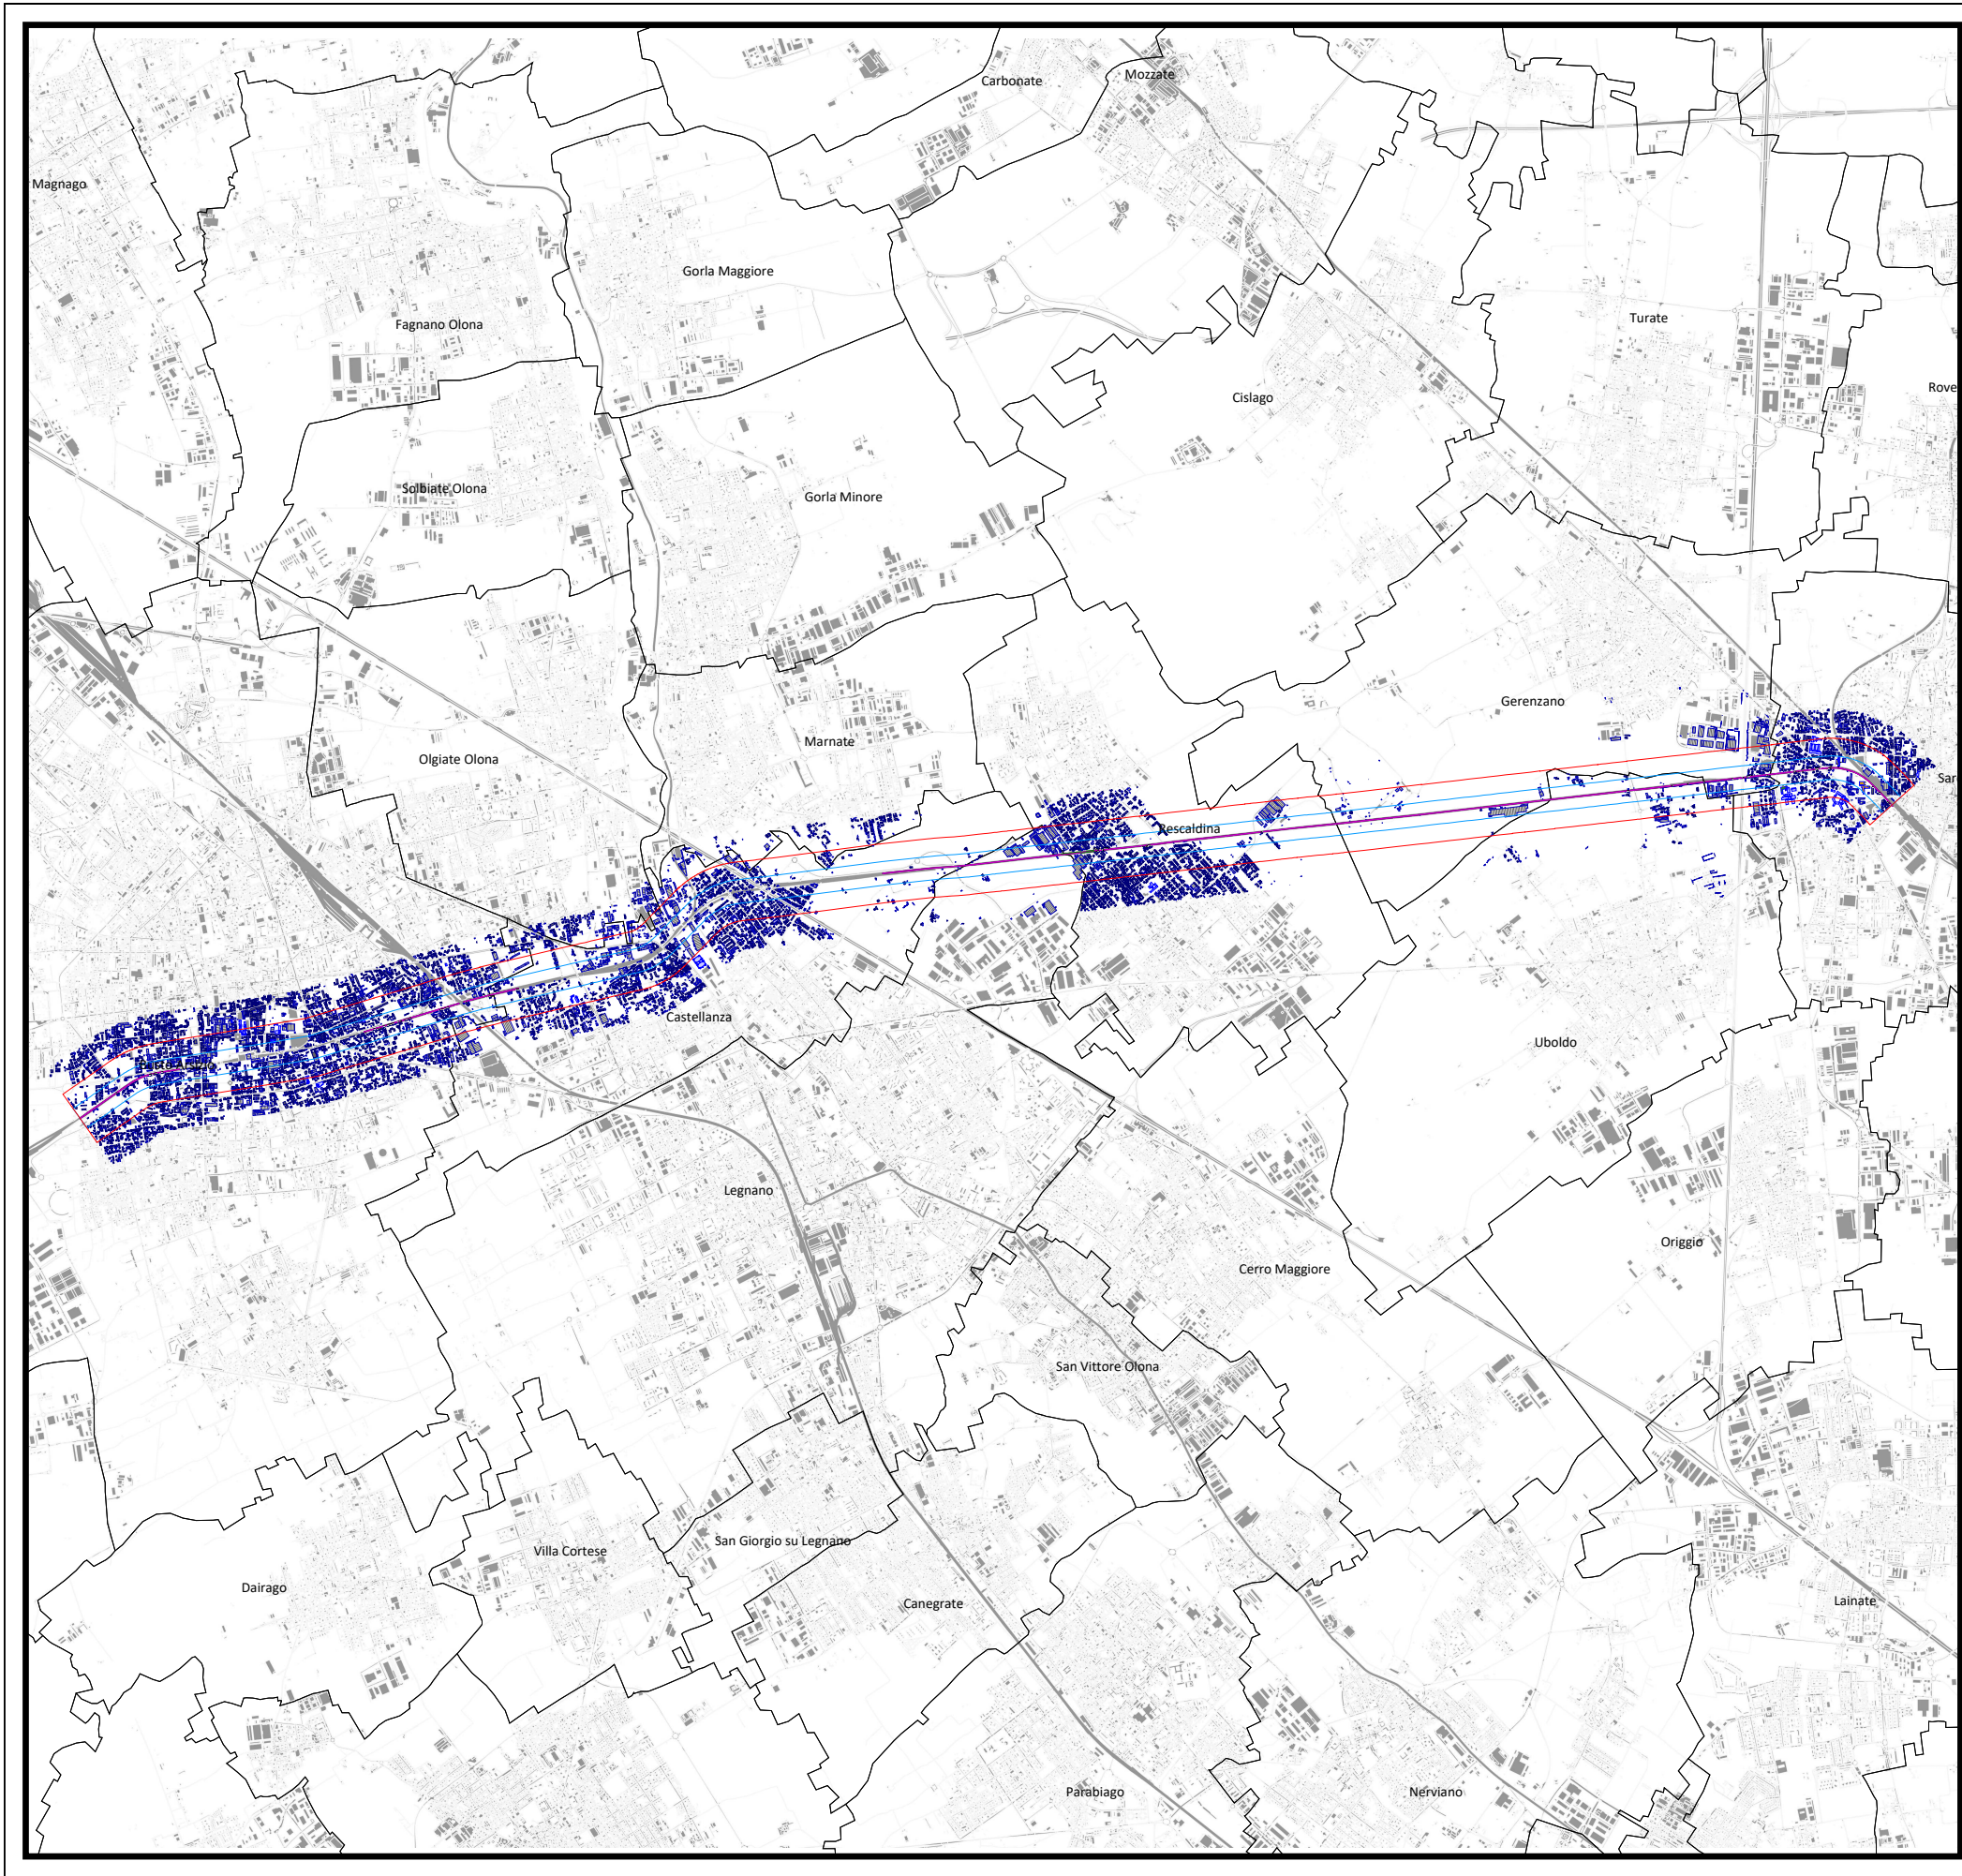 Carbonate
Mozzate
Magnago
Gorla Maggiore
Fagnano Olona
Turate
Rove
Cislago
Solbiate Olona
Gorla Minore
Gerenzano
Marnate
Olgiate Olona
Rescaldina
Castellanza
Uboldo
Legnano
Origgio
Cerro Maggiore
San Vittore Olona
San Giorgio su Legnano
Villa Cortese
Dairago
Canegrate
Lainate
Parabiago
Nerviano